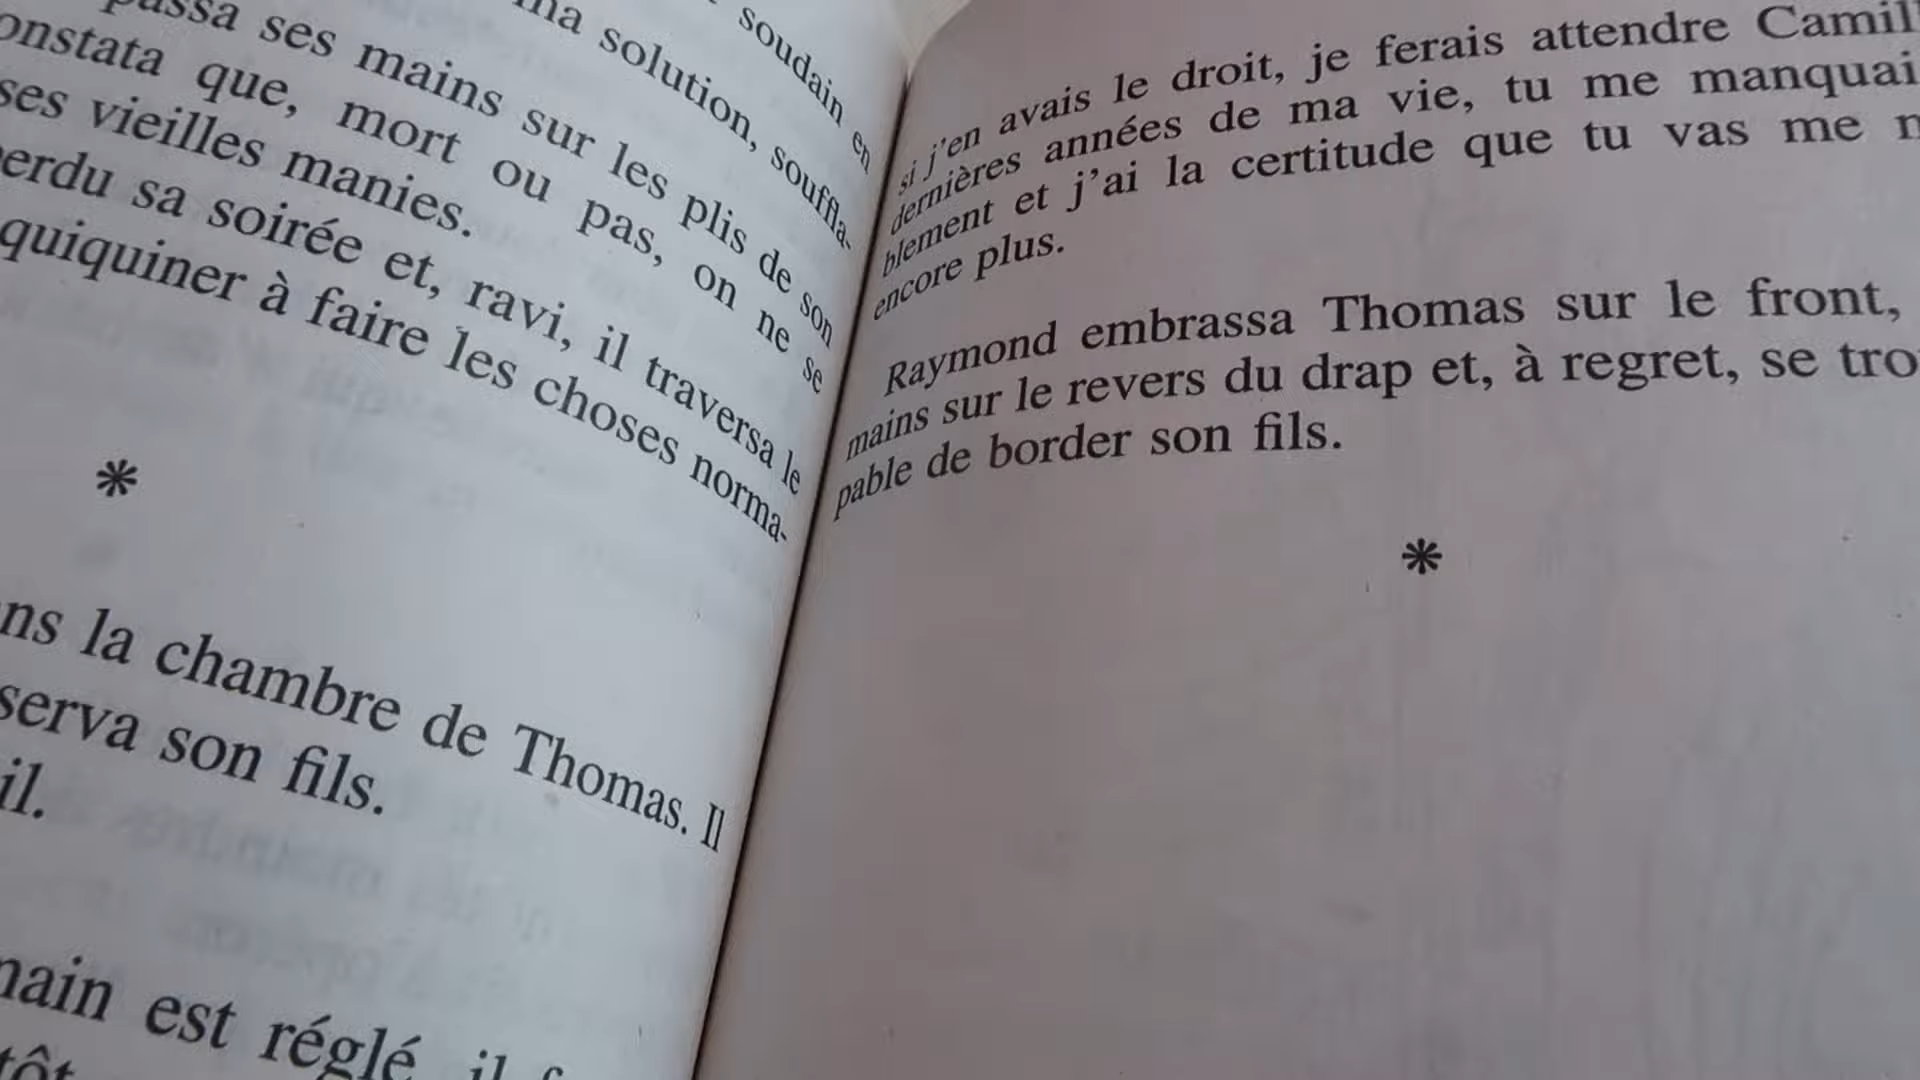 soudain en
ma solution, souffla-
passa ses mains sur les plis de son
onstata que, mort ou pas, on ne se
ses vieilles manies.
erdu sa soirée et, ravi, il traversa le
quiquiner à faire les choses norma-
*
ns la chambre de Thomas. Il
serva son fils.
il.
main est réglé, il f
tôt
si j'en avais le droit, je ferais attendre Camill
dernières années de ma vie, tu me manquai
blement et j'ai la certitude que tu vas me m
encore plus.
Raymond embrassa Thomas sur le front,
mains sur le revers du drap et, à regret, se tro
pable de border son fils.
*